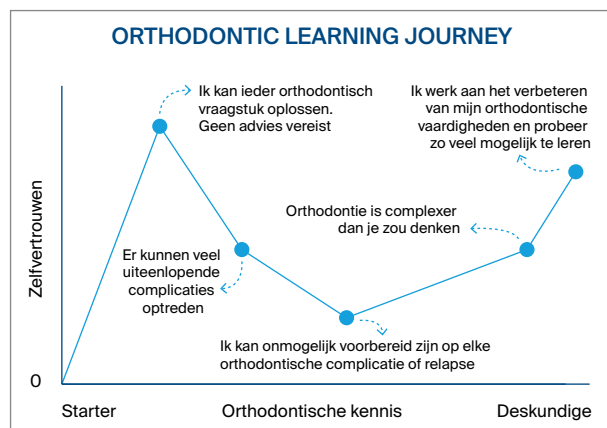 ORTHODONTIC LEARNING JOURNEY
Ik kan ieder orthodontisch
vraagstuk oplossen.
Geen advies vereist
Ik werk aan het verbeteren
van mijn orthodontische
vaardigheden en probeer
zo veel mogelijk te leren
Orthodontie is complexer
dan je zou denken
Er kunnen veel
uiteenlopende
complicaties
optreden
Ik kan onmogelijk voorbereid zijn op elke
orthodontische complicatie of relapse
Zelfvertrouwen
0
Starter
Orthodontische kennis
Deskundige